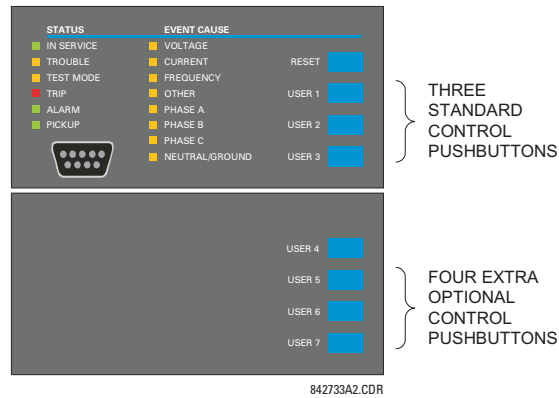 STATUS
IN SERVICE
TROUBLE
TEST MODE
TRIP
ALARM
PICKUP
EVENT CAUSE
VOLTAGE
CURRENT
FREQUENCY
OTHER
PHASE A
PHASE B
PHASE C
NEUTRAL/GROUND
RESET
USER 1
USER 2
USER 3
THREE
STANDARD
CONTROL
PUSHBUTTONS
USER 4
USER 5
USER 6
USER 7
FOUR EXTRA
OPTIONAL
CONTROL
PUSHBUTTONS
842733A2.CDR